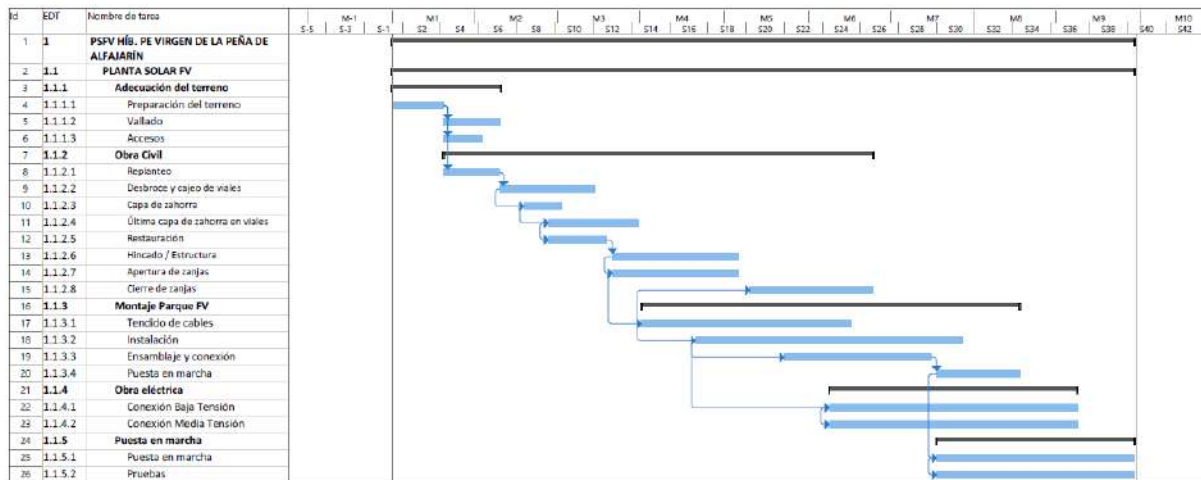 Id EDT Nombre de tarea M-1 M1 M2 M3 M4 M5 M6 M7 M8 M9 M10
S-5 S-3 S-1 S2 S4 S6 S8 S10 S12 S14 S16 S18 S20 S22 S24 S26 S28 S30 S32 S34 S36 S38 S40 S42
1 1 PSFV HÍB. PE VIRGEN DE LA PEÑA DE
ALFAJARÍN
2 1.1 PLANTA SOLAR FV
3 1.1.1 Adecuación del terreno
4 1.1.1.1 Preparación del terreno
5 1.1.1.2 Vallado
6 1.1.1.3 Accesos
7 1.1.2 Obra Civil
8 1.1.2.1 Replanteo
9 1.1.2.2 Desbroce y cajeo de viales
10 1.1.2.3 Capa de zahorra
11 1.1.2.4 Última capa de zahorra en viales
12 1.1.2.5 Restauración
13 1.1.2.6 Hincado / Estructura
14 1.1.2.7 Apertura de zanjas
15 1.1.2.8 Cierre de zanjas
16 1.1.3 Montaje Parque FV
17 1.1.3.1 Tendido de cables
18 1.1.3.2 Instalación
19 1.1.3.3 Ensamblaje y conexión
20 1.1.3.4 Puesta en marcha
21 1.1.4 Obra eléctrica
22 1.1.4.1 Conexión Baja Tensión
23 1.1.4.2 Conexión Media Tensión
24 1.1.5 Puesta en marcha
25 1.1.5.1 Puesta en marcha
26 1.1.5.2 Pruebas